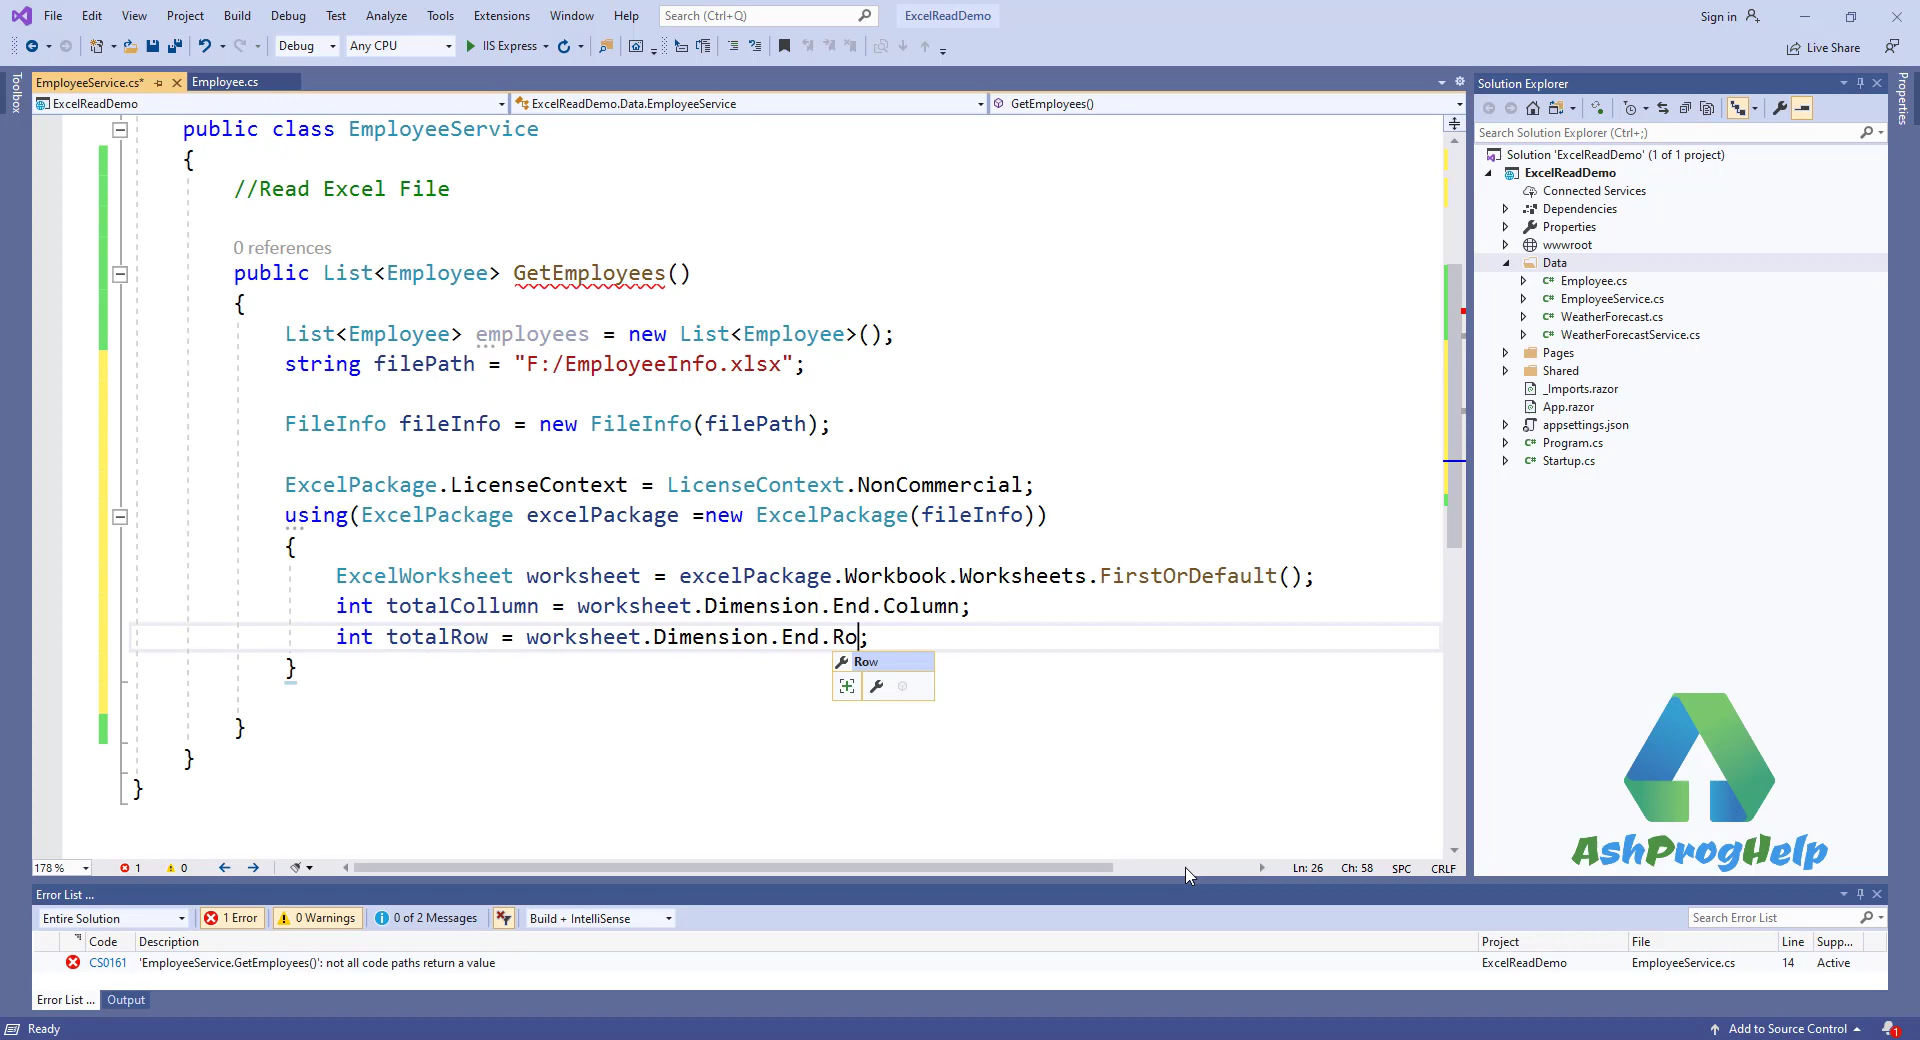 File Edit View Project Build Debug Test Analyze Tools Extensions Window Help Search (Ctrl+Q) ExcelReadDemo Sign in
Debug Any CPU IIS Express Live Share
Toolbox
EmployeeService.cs* Employee.cs
ExcelReadDemo ExcelReadDemo.Data.EmployeeService GetEmployees()
public class EmployeeService
{
//Read Excel File
0 references
public List<Employee> GetEmployees()
{
List<Employee> employees = new List<Employee>();
string filePath = "F:/EmployeeInfo.xlsx";
FileInfo fileInfo = new FileInfo(filePath);
ExcelPackage.LicenseContext = LicenseContext.NonCommercial;
using(ExcelPackage excelPackage =new ExcelPackage(fileInfo))
{
ExcelWorksheet worksheet = excelPackage.Workbook.Worksheets.FirstOrDefault();
int totalCollumn = worksheet.Dimension.End.Column;
int totalRow = worksheet.Dimension.End.Ro;
Row
}
}
}
}
178 % 1 0 Ln: 26 Ch: 58 SPC CRLF
Solution Explorer
Search Solution Explorer (Ctrl+;)
Solution 'ExcelReadDemo' (1 of 1 project)
ExcelReadDemo
Connected Services
Dependencies
Properties
wwwroot
Data
Employee.cs
EmployeeService.cs
WeatherForecast.cs
WeatherForecastService.cs
Pages
Shared
_Imports.razor
App.razor
appsettings.json
Program.cs
Startup.cs
AshProgHelp
Properties
Error List ...
Entire Solution 1 Error 0 Warnings 0 of 2 Messages Build + IntelliSense Search Error List
Code Description Project File Line Supp...
CS0161 'EmployeeService.GetEmployees()': not all code paths return a value ExcelReadDemo EmployeeService.cs 14 Active
Error List ... Output
Ready Add to Source Control 1